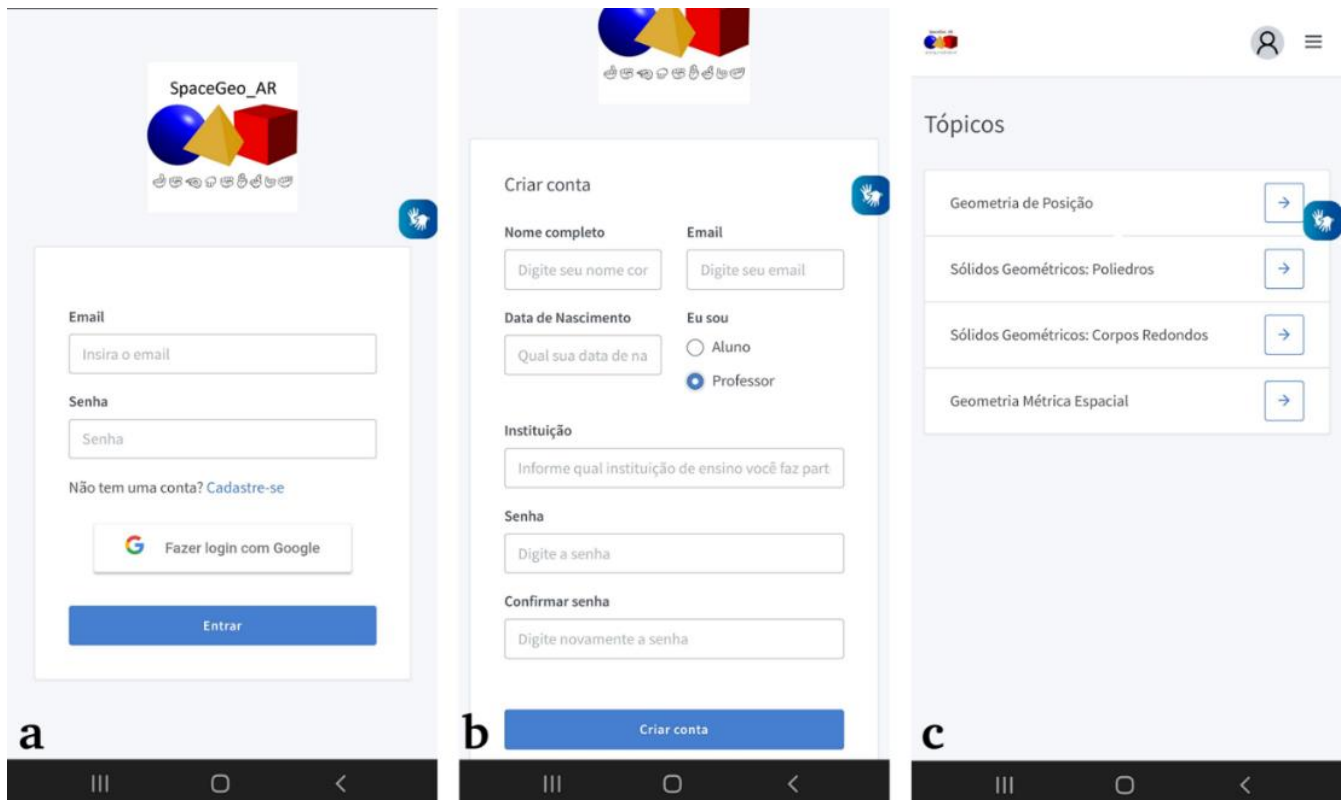 SpaceGeo_AR
Email
Insira o email
Senha
Senha
Não tem uma conta? Cadastre-se
Fazer login com Google
Entrar
a
Criar conta
Nome completo
Digite seu nome cor
Email
Digite seu email
Data de Nascimento
Qual sua data de na
Eu sou
Aluno
Professor
Instituição
Informe qual instituição de ensino você faz part
Senha
Digite a senha
Confirmar senha
Digite novamente a senha
Criar conta
b
Tópicos
Geometria de Posição
Sólidos Geométricos: Poliedros
Sólidos Geométricos: Corpos Redondos
Geometria Métrica Espacial
c